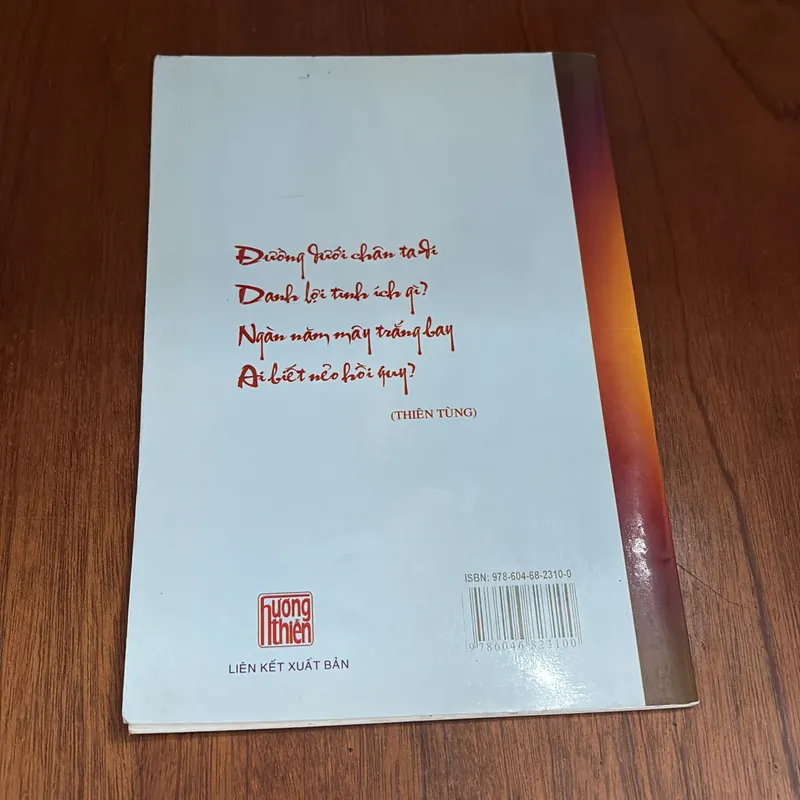 Đường dưới chân ta đi
Danh lợi tình ích gì?
Ngàn năm mây trắng bay
Ai biết nẻo hồi quy?
(THIÊN TÙNG)
ISBN: 978-604-68-2310-0
9786046823100
hương
thiền
LIÊN KẾT XUẤT BẢN